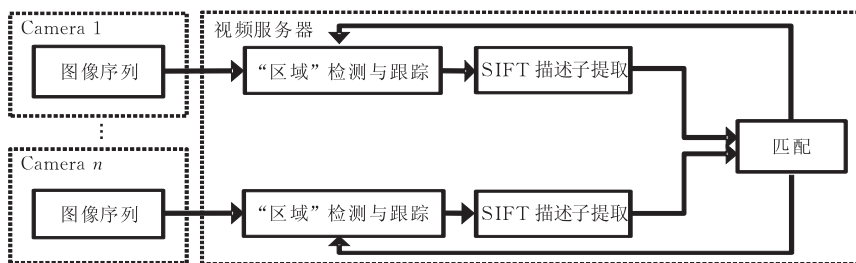 Camera 1
视频服务器
图像序列
“区域”检测与跟踪
SIFT 描述子提取
⋮
匹配
Camera n
图像序列
“区域”检测与跟踪
SIFT 描述子提取